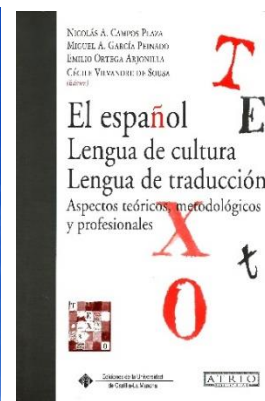 NICOLÁS A. CAMPOS PLAZA
MIGUEL A. GARCÍA PEINADO
EMILIO ORTEGA ARJONILLA
CÉCILE VILVANDRE DE SOUSA
(editores)
El español
Lengua de cultura
Lengua de traducción
Aspectos teóricos, metodológicos
y profesionales
T
E
X
t
O
Ediciones de la Universidad
de Castilla-La Mancha
ATRIO